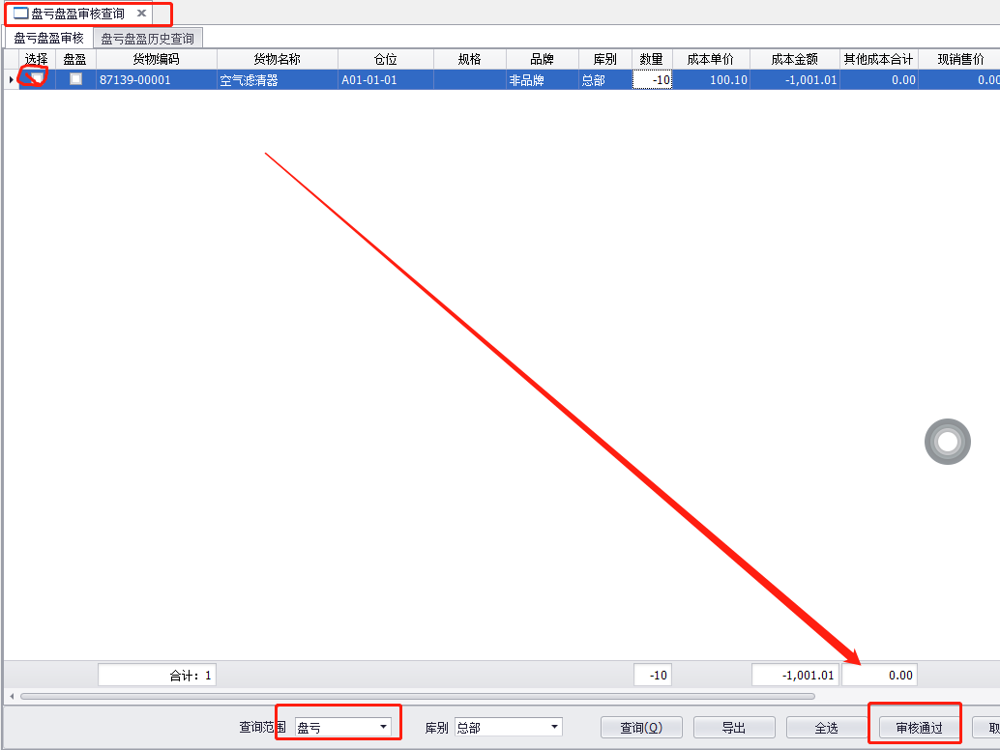 盘亏盘盈审核查询
盘亏盘盈审核 盘亏盘盈历史查询
选择 盘盈 货物编码 货物名称 仓位 规格 品牌 库别 数量 成本单价 成本金额 其他成本合计 现销售价
87139-00001 空气滤清器 A01-01-01 非品牌 总部 -10 100.10 -1,001.01 0.00 0.00
合计：1 -10 -1,001.01 0.00
查询范围 盘亏 库别 总部 查询(Q) 导出 全选 审核通过 取